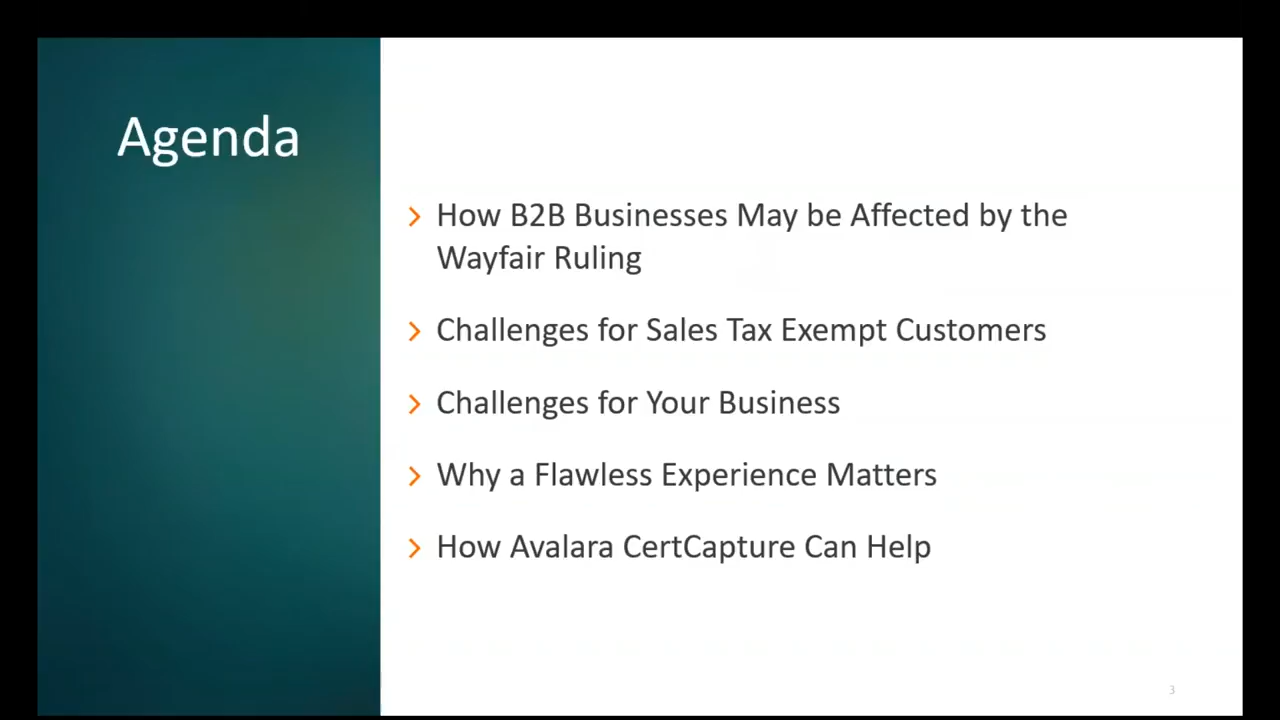 Agenda
How B2B Businesses May be Affected by the
Wayfair Ruling
Challenges for Sales Tax Exempt Customers
Challenges for Your Business
Why a Flawless Experience Matters
How Avalara CertCapture Can Help
3